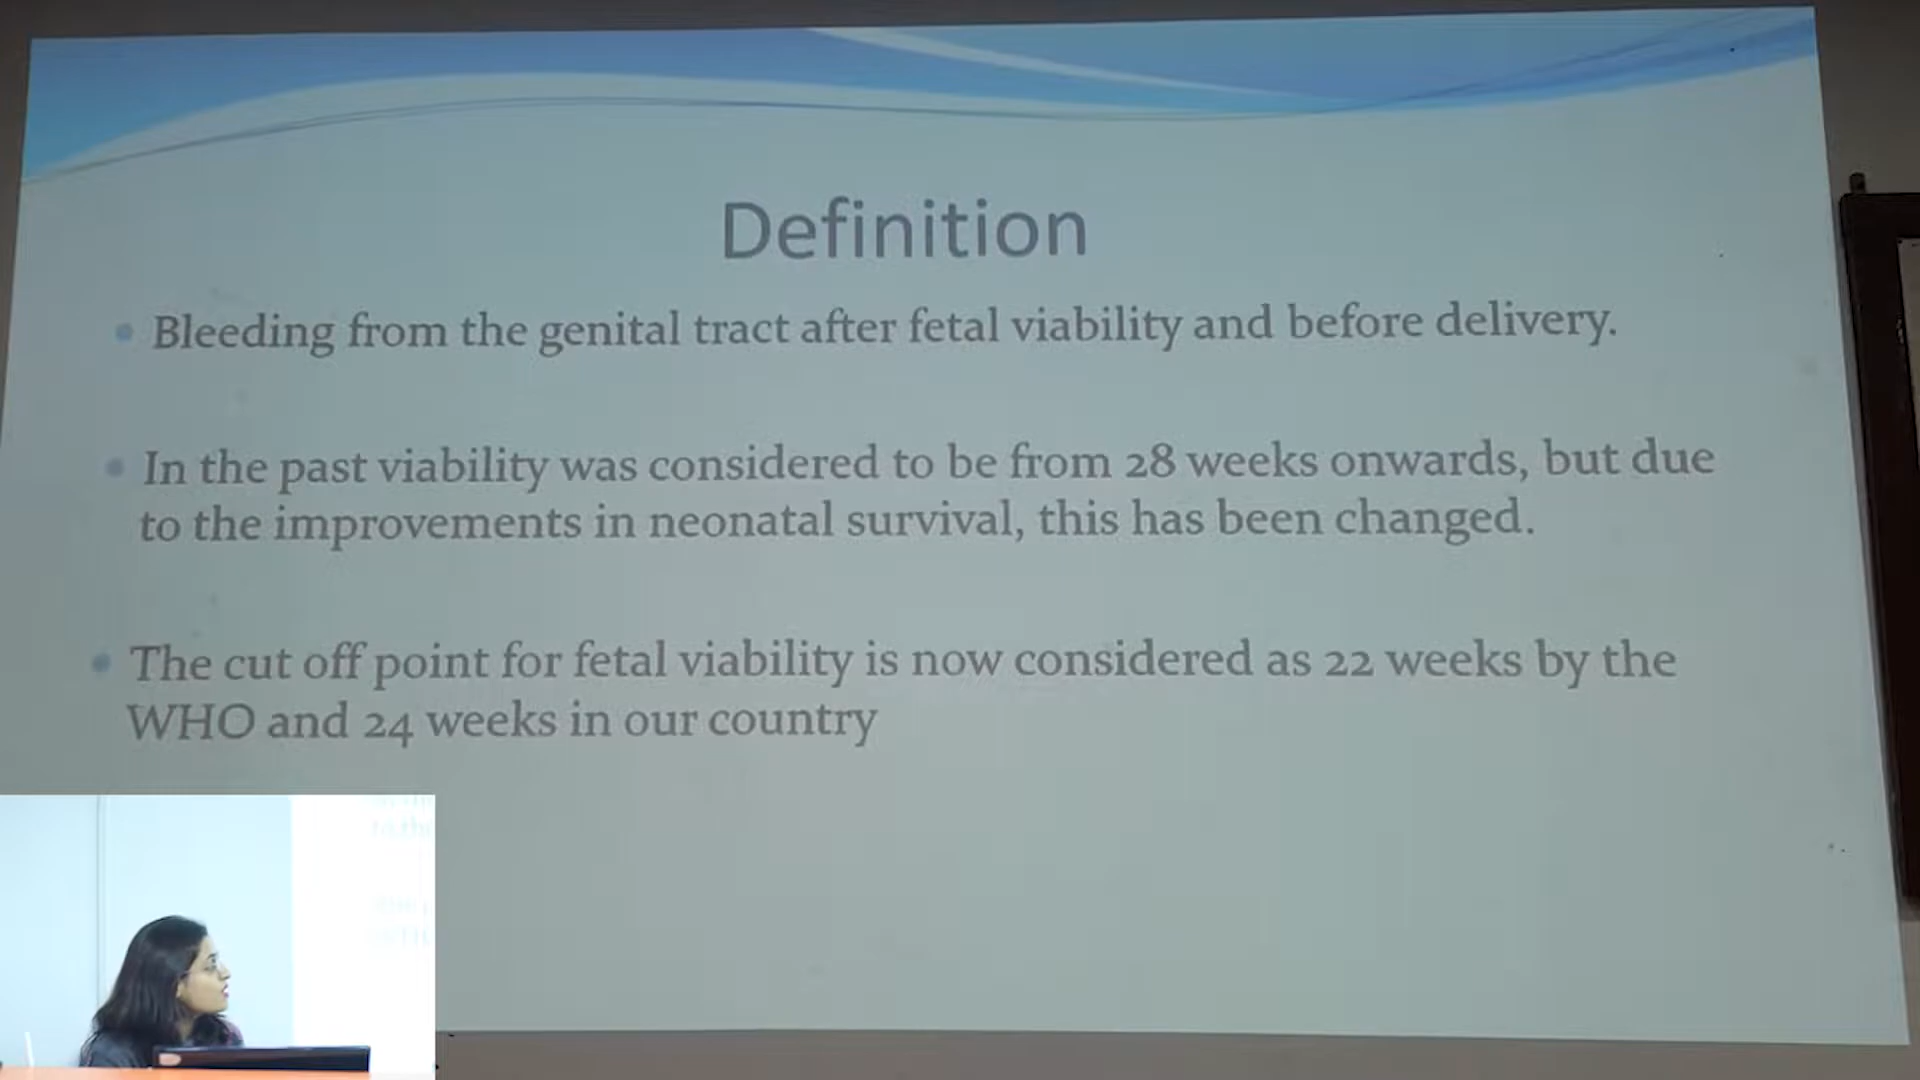 Definition
Bleeding from the genital tract after fetal viability and before delivery.
In the past viability was considered to be from 28 weeks onwards, but due
to the improvements in neonatal survival, this has been changed.
The cut off point for fetal viability is now considered as 22 weeks by the
WHO and 24 weeks in our country